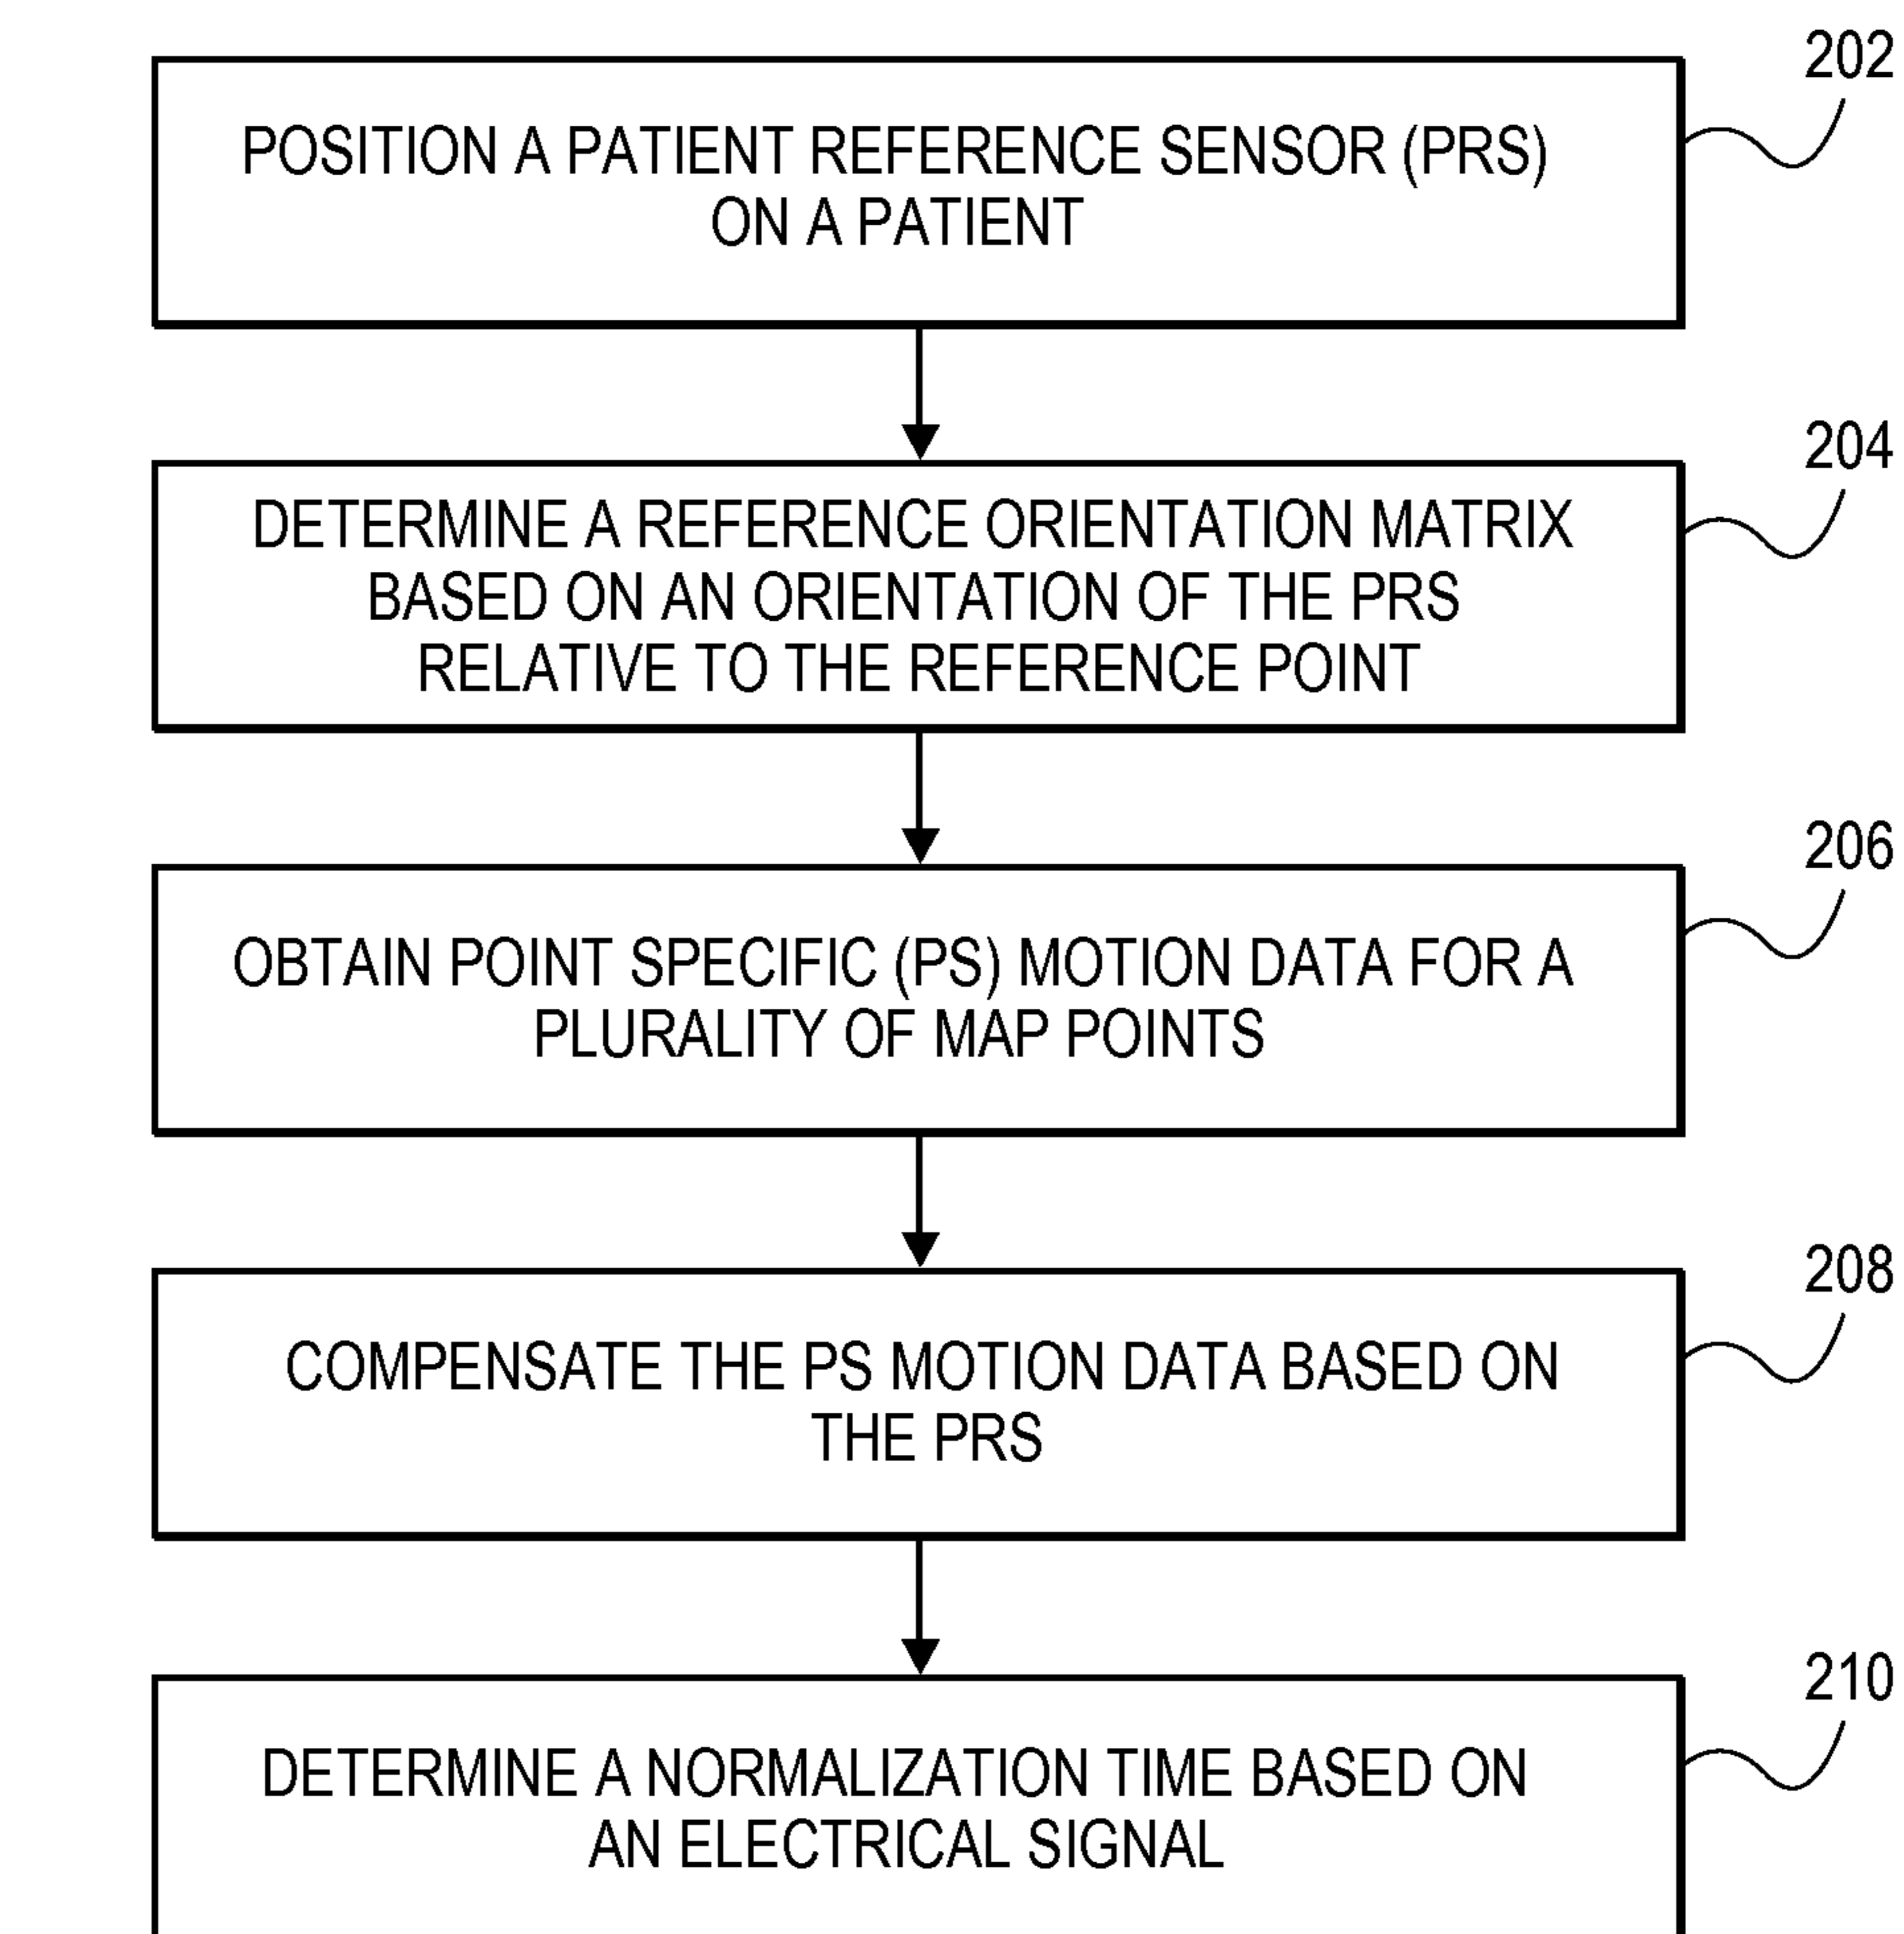 202
POSITION A PATIENT REFERENCE SENSOR (PRS)
ON A PATIENT
204
DETERMINE A REFERENCE ORIENTATION MATRIX
BASED ON AN ORIENTATION OF THE PRS
RELATIVE TO THE REFERENCE POINT
206
OBTAIN POINT SPECIFIC (PS) MOTION DATA FOR A
PLURALITY OF MAP POINTS
208
COMPENSATE THE PS MOTION DATA BASED ON
THE PRS
210
DETERMINE A NORMALIZATION TIME BASED ON
AN ELECTRICAL SIGNAL